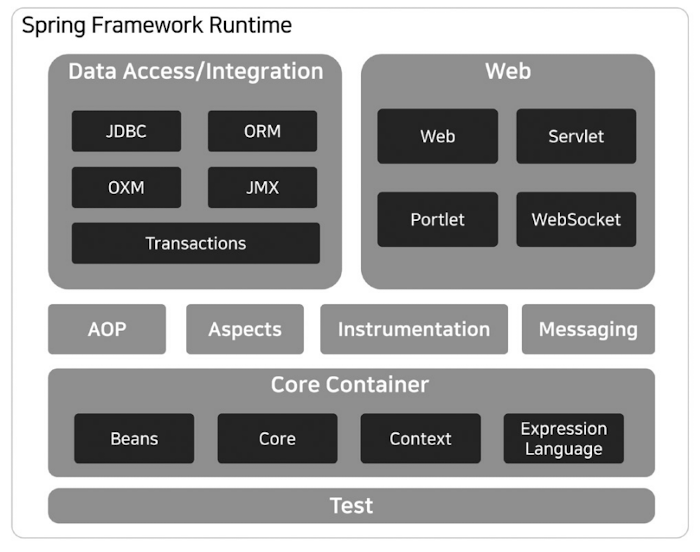 Spring Framework Runtime
Data Access/Integration
JDBC
ORM
OXM
JMX
Transactions
Web
Web
Servlet
Portlet
WebSocket
AOP
Aspects
Instrumentation
Messaging
Core Container
Beans
Core
Context
Expression
Language
Test